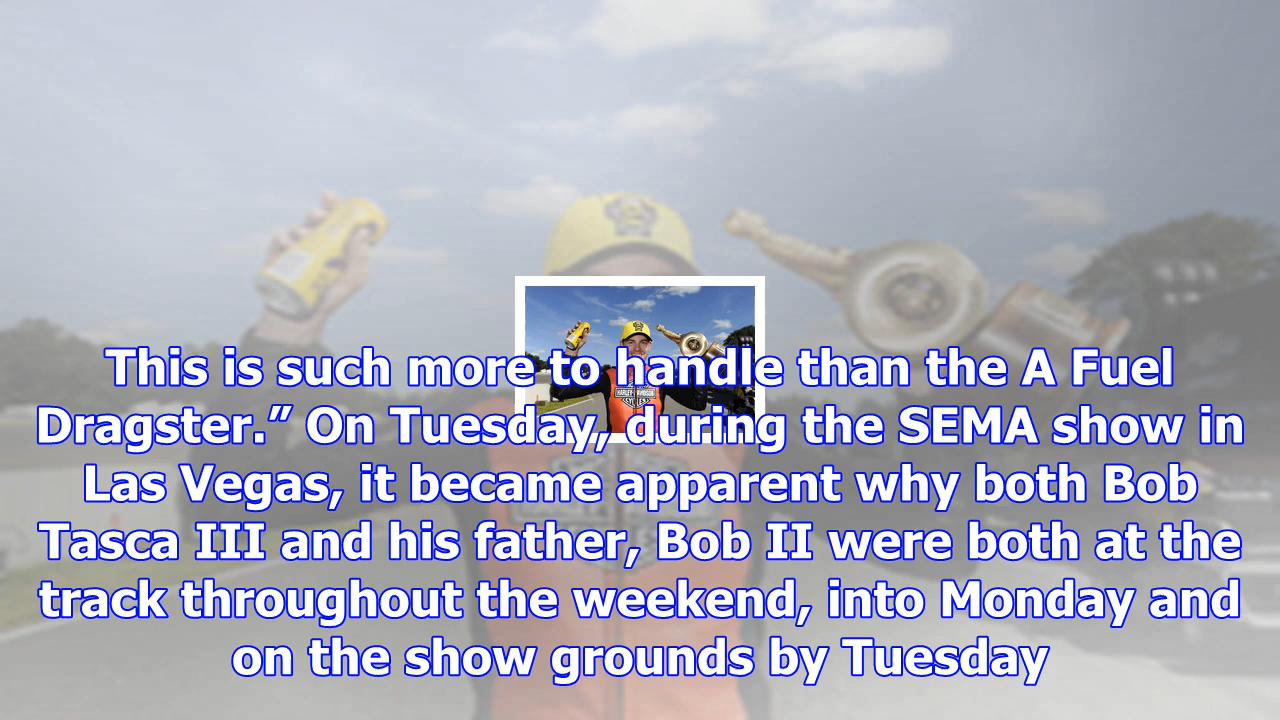 This is such more to handle than the A Fuel
Dragster.” On Tuesday, during the SEMA show in
Las Vegas, it became apparent why both Bob
Tasca III and his father, Bob II were both at the
track throughout the weekend, into Monday and
on the show grounds by Tuesday
HARLEY-DAVIDSON